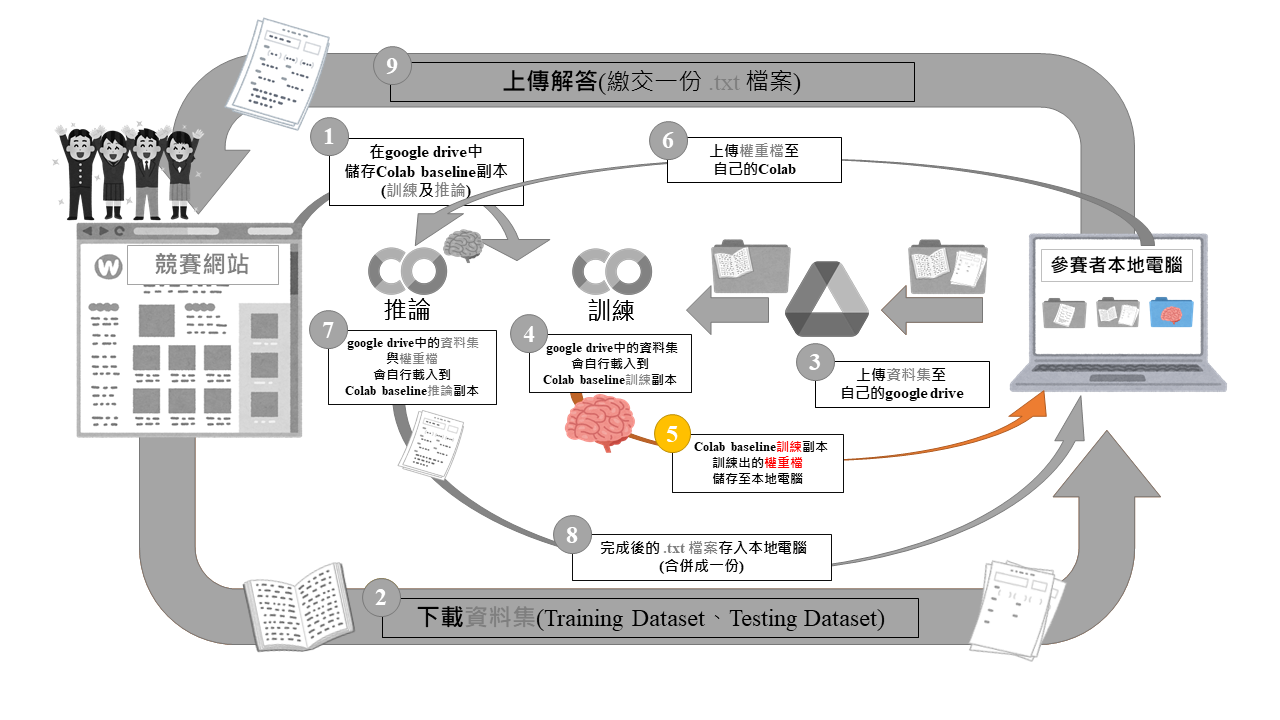 9
上傳解答(繳交一份 .txt 檔案)
1
在google drive中
儲存Colab baseline副本
(訓練及推論)
6
上傳權重檔至
自己的Colab
W
競賽網站
參賽者本地電腦
推論
訓練
7
google drive中的資料集
與權重檔
會自行載入到
Colab baseline推論副本
4
google drive中的資料集
會自行載入到
Colab baseline訓練副本
3
上傳資料集至
自己的google drive
5
Colab baseline訓練副本
訓練出的權重檔
儲存至本地電腦
8
完成後的 .txt 檔案存入本地電腦
(合併成一份)
2
下載資料集(Training Dataset、Testing Dataset)